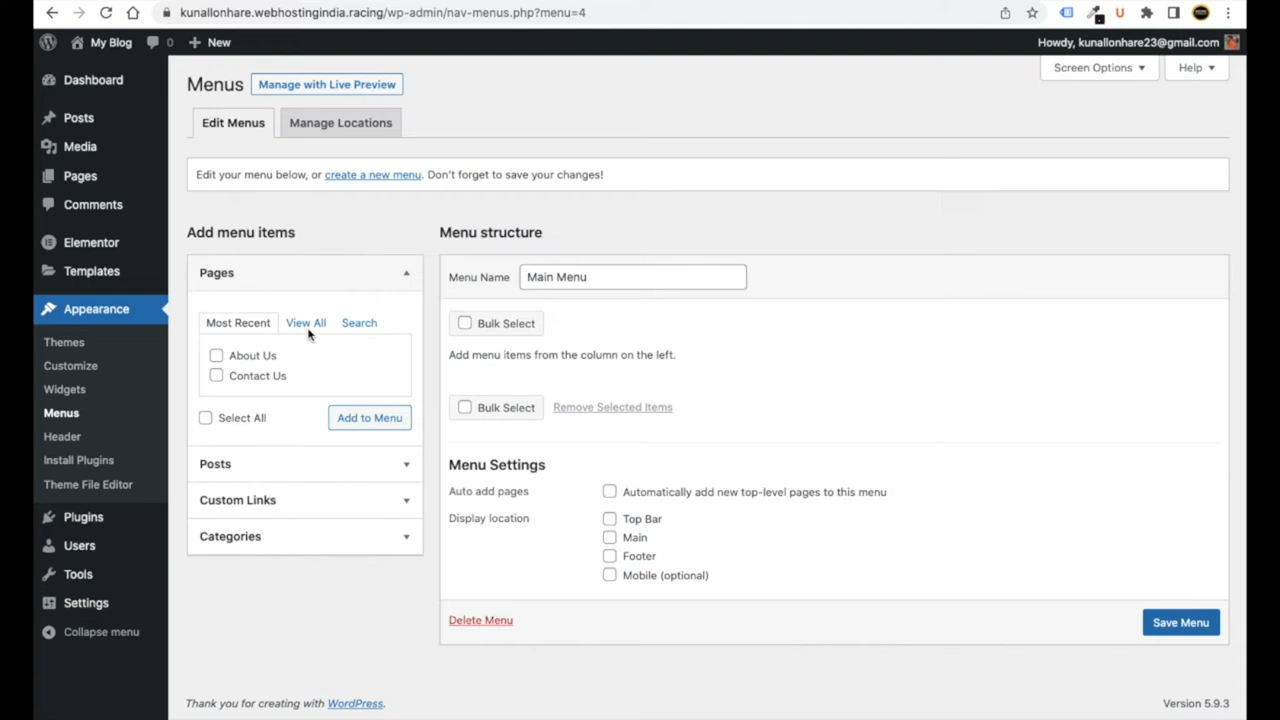 kunallonhare.webhostingindia.racing/wp-admin/nav-menus.php?menu=4
My Blog 0 New Howdy, kunallonhare23@gmail.com
Screen Options ▼ Help ▼
Dashboard
Posts
Media
Pages
Comments
Elementor
Templates
Appearance
Themes
Customize
Widgets
Menus
Header
Install Plugins
Theme File Editor
Plugins
Users
Tools
Settings
Collapse menu
Menus Manage with Live Preview
Edit Menus Manage Locations
Edit your menu below, or create a new menu. Don't forget to save your changes!
Add menu items
Pages
Most Recent View All Search
About Us
Contact Us
Select All Add to Menu
Posts
Custom Links
Categories
Menu structure
Menu Name Main Menu
Bulk Select
Add menu items from the column on the left.
Bulk Select Remove Selected Items
Menu Settings
Auto add pages Automatically add new top-level pages to this menu
Display location Top Bar
Main
Footer
Mobile (optional)
Delete Menu Save Menu
Thank you for creating with WordPress. Version 5.9.3